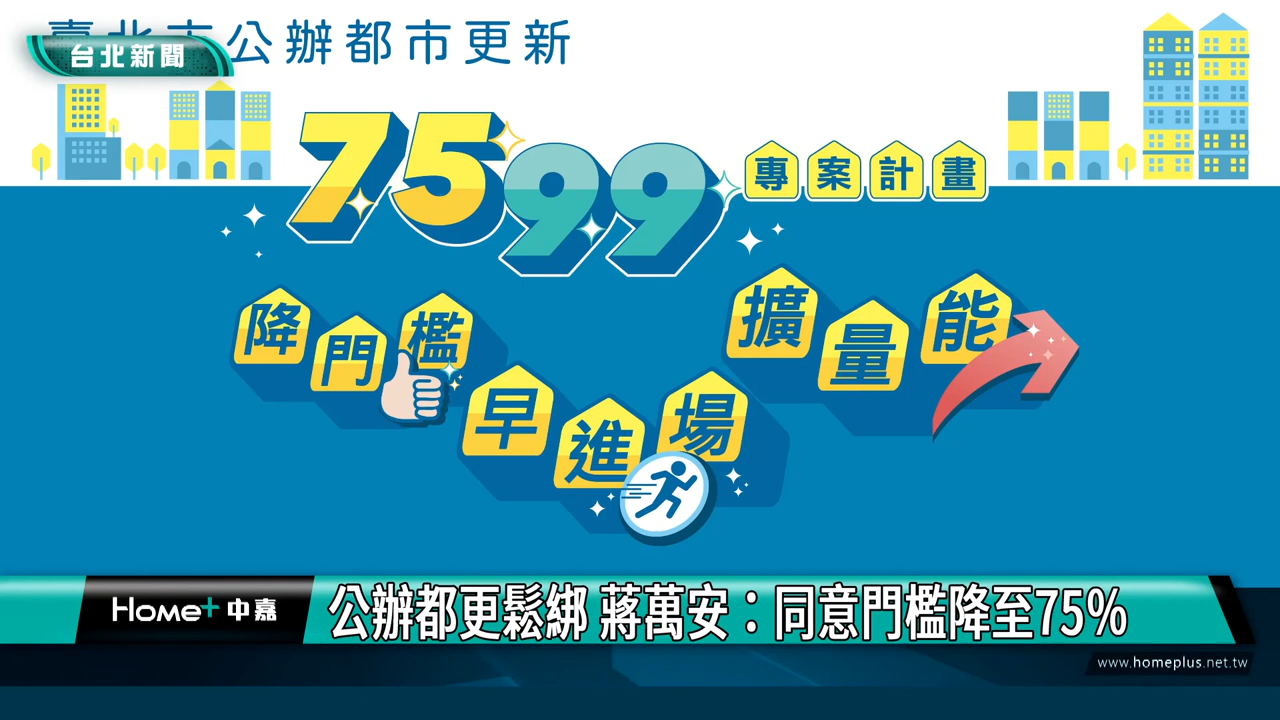 臺北市公辦都市更新
台北新聞
7599
專案計畫
降門檻
早進場
擴量能
Home+中嘉
公辦都更鬆綁 蔣萬安：同意門檻降至75%
www.homeplus.net.tw